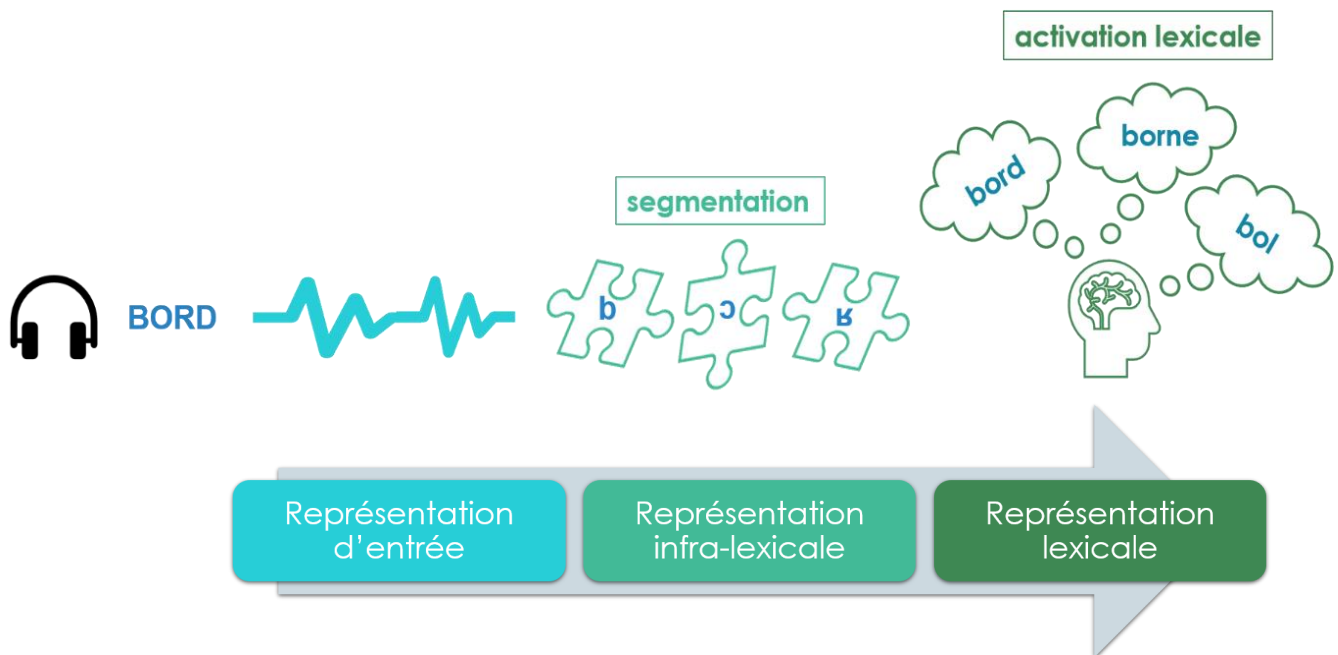 activation lexicale
borne
bord
bol
segmentation
BORD
b ɔ ʁ
Représentation
d’entrée
Représentation
infra-lexicale
Représentation
lexicale